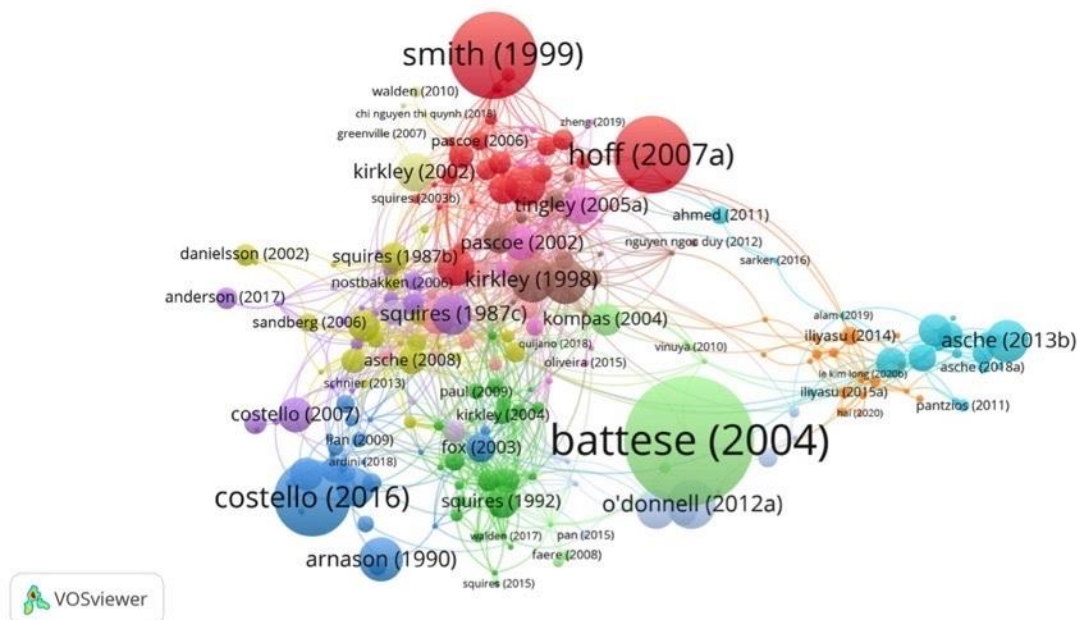 smith (1999)
walden (2010)
chi nguyen thi quynh (2018)
zheng (2019)
greenville (2007)
pascoe (2006)
hoff (2007a)
kirkley (2002)
squires (2003b)
tingley (2005a)
ahmed (2011)
pascoe (2002)
nguyen ngoc duy (2012)
danielsson (2002)
squires (1987b)
sarker (2016)
nostbakken (2006)
kirkley (1998)
anderson (2017)
squires (1987c)
kompas (2004)
alam (2019)
sandberg (2006)
iliyasu (2014)
asche (2013b)
quijano (2018)
vinuya (2010)
asche (2008)
oliveira (2015)
asche (2018a)
le kim long (2020b)
schnier (2013)
paul (2009)
iliyasu (2015a)
pantzios (2011)
costello (2007)
kirkley (2004)
hai (2020)
lian (2009)
fox (2003)
battese (2004)
ardini (2018)
costello (2016)
squires (1992)
o'donnell (2012a)
walden (2017)
pan (2015)
arnason (1990)
faere (2008)
squires (2015)
VOSviewer